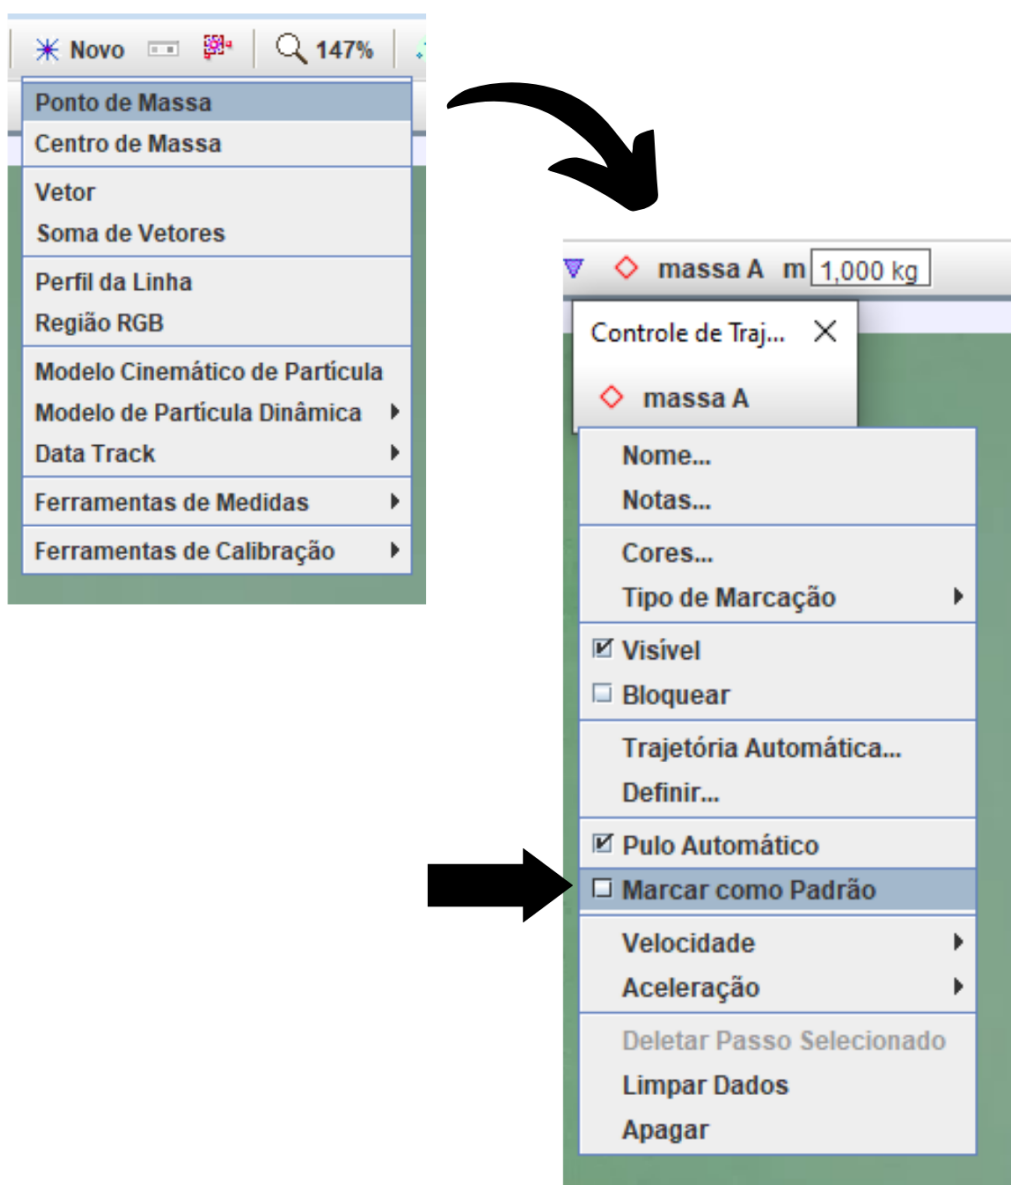 Novo 147%
Ponto de Massa
Centro de Massa
Vetor
Soma de Vetores
Perfil da Linha
Região RGB
Modelo Cinemático de Partícula
Modelo de Partícula Dinâmica
Data Track
Ferramentas de Medidas
Ferramentas de Calibração
massa A m 1,000 kg
Controle de Traj...
massa A
Nome...
Notas...
Cores...
Tipo de Marcação
Visível
Bloquear
Trajetória Automática...
Definir...
Pulo Automático
Marcar como Padrão
Velocidade
Aceleração
Deletar Passo Selecionado
Limpar Dados
Apagar